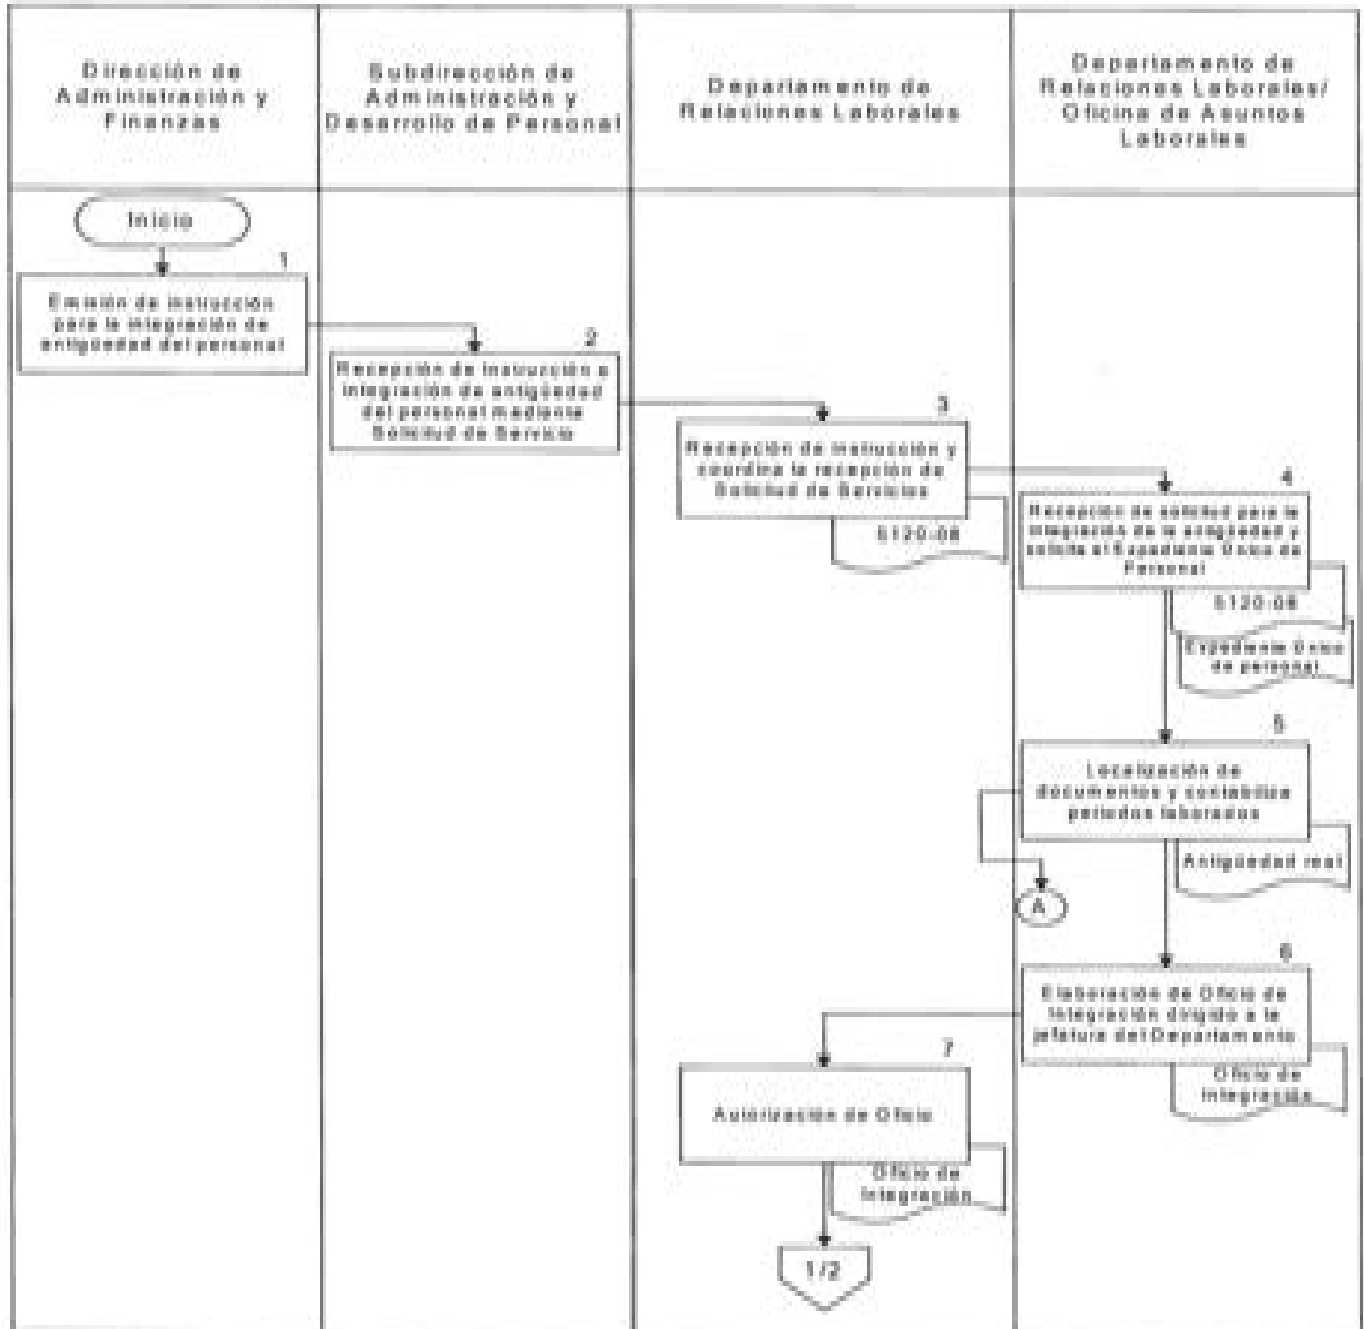 Dirección de
Administración y
Finanzas
Subdirección de
Administración y
Desarrollo de Personal
Departamento de
Relaciones Laborales
Departamento de
Relaciones Laborales/
Oficina de Asuntos
Laborales
Inicio
1
Emisión de instrucción
para la integración de
antigüedad del personal
2
Recepción de Instrucción e
integración de antigüedad
del personal mediante
Solicitud de Servicio
3
Recepción de instrucción y
coordina la recepción de
Solicitud de Servicios
5120-08
4
Recepción de solicitud para la
integración de la antigüedad y
solicita el Expediente Único de
Personal
5120-08
Expediente Único
de personal
5
Localización de
documentos y contabiliza
periodos laborados
Antigüedad real
A
6
Elaboración de Oficio de
Integración dirigido a la
jefatura del Departamento
Oficio de
Integración
7
Autorización de Oficio
Oficio de
Integración
1/2